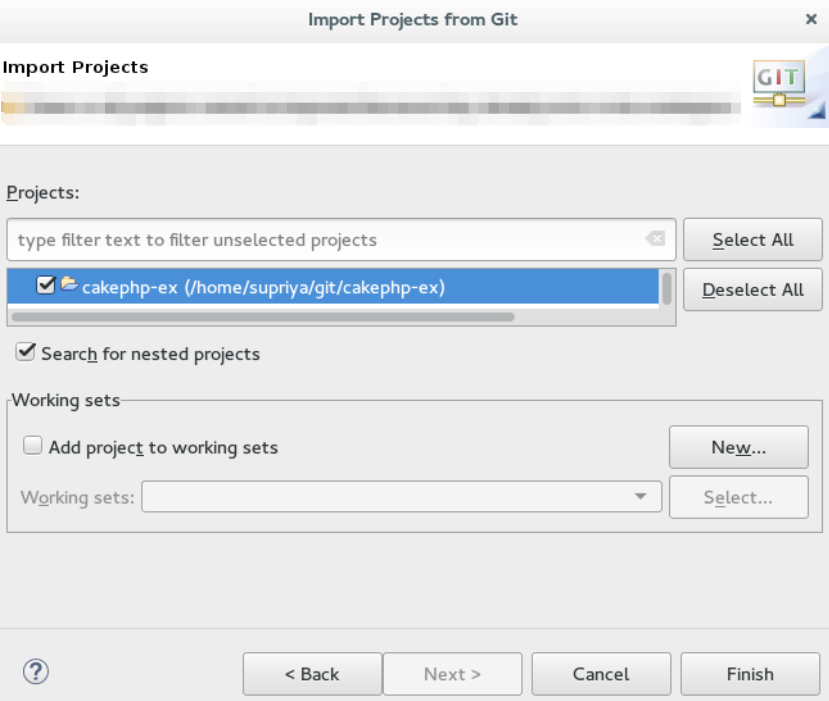 Import Projects from Git
Import Projects
GIT
Projects:
type filter text to filter unselected projects
Select All
cakephp-ex (/home/supriya/git/cakephp-ex)
Deselect All
Search for nested projects
Working sets
Add project to working sets
New...
Working sets:
Select...
?
< Back
Next >
Cancel
Finish